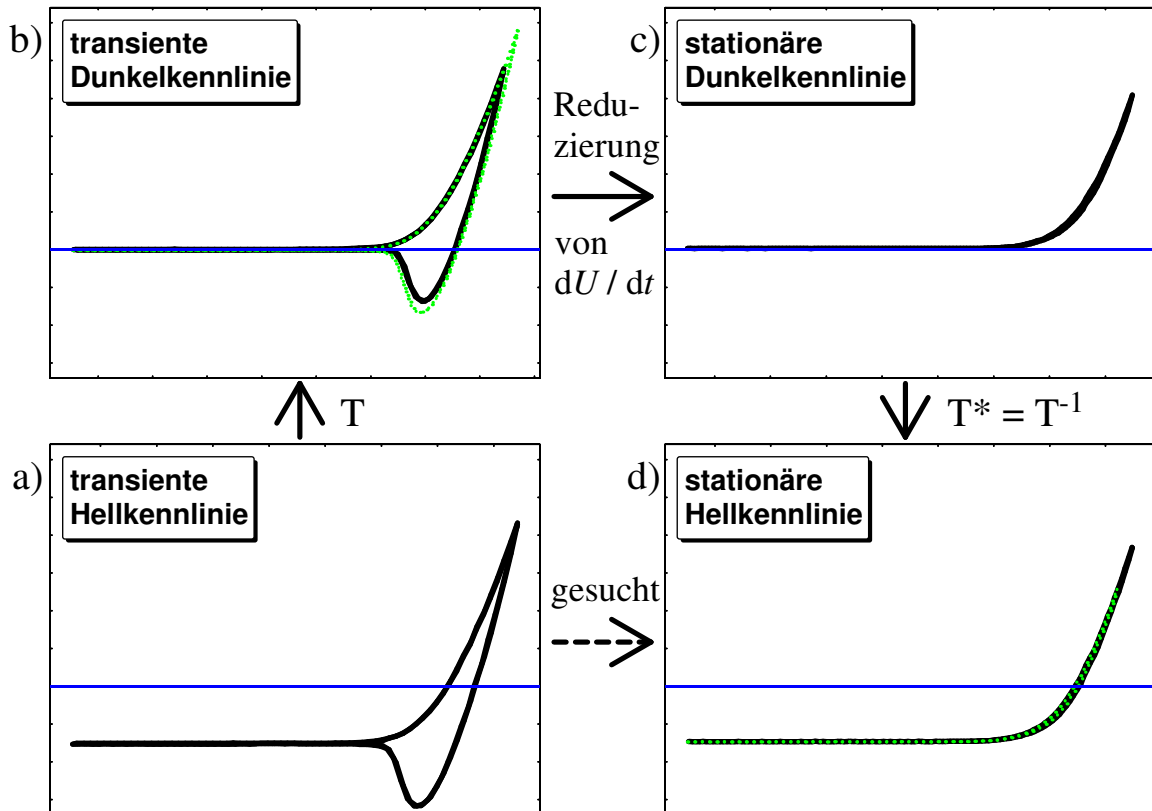 b)
transiente
Dunkelkennlinie
Redu-
zierung
von
dU / dt
c)
stationäre
Dunkelkennlinie
T
T* = T-1
a)
transiente
Hellkennlinie
gesucht
d)
stationäre
Hellkennlinie